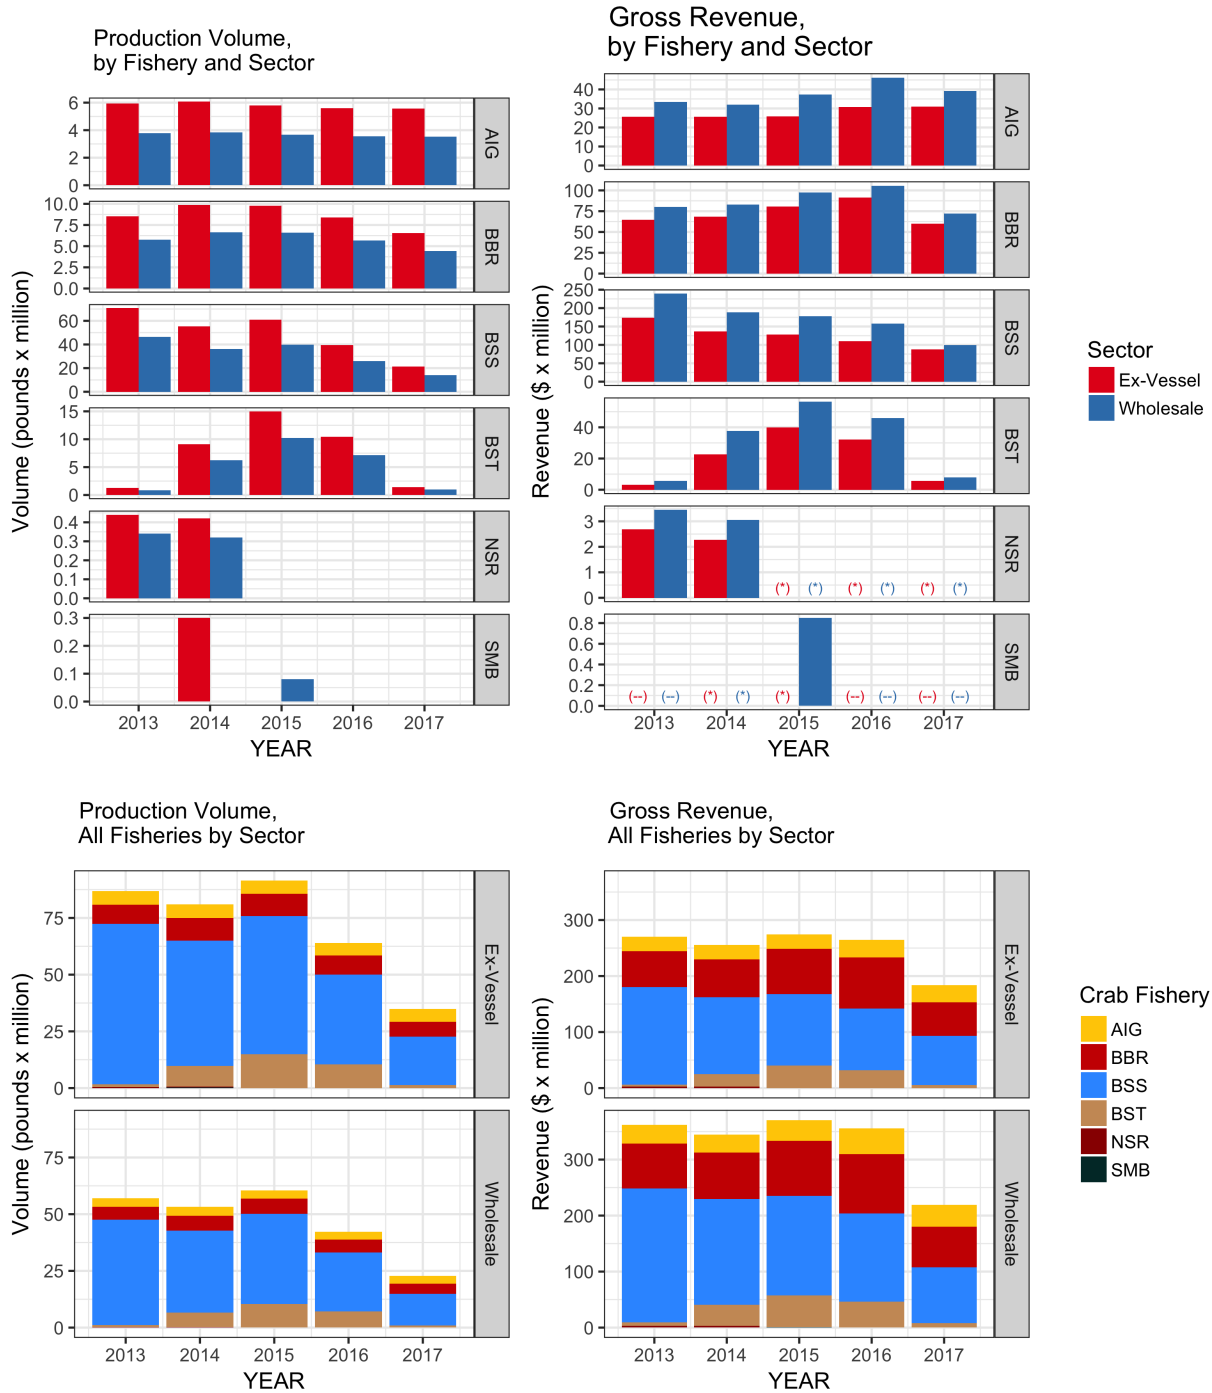 Production Volume,
by Fishery and Sector
Volume (pounds x million)
6
4
2
0
AIG
10.0
7.5
5.0
2.5
0.0
BBR
60
40
20
0
BSS
15
10
5
0
BST
0.4
0.3
0.2
0.1
0.0
NSR
0.3
0.2
0.1
0.0
SMB
2013 2014 2015 2016 2017
YEAR
Gross Revenue,
by Fishery and Sector
Revenue ($ x million)
40
30
20
10
0
AIG
100
75
50
25
0
BBR
250
200
150
100
50
0
BSS
40
20
0
BST
3
2
1
0
(*) (*) (*) (*) (*) (*)
NSR
0.8
0.6
0.4
0.2
0.0
(--) (--) (*) (*) (*) (--) (--) (--) (--)
SMB
2013 2014 2015 2016 2017
YEAR
Sector
Ex-Vessel
Wholesale
Production Volume,
All Fisheries by Sector
Volume (pounds x million)
75
50
25
0
Ex-Vessel
75
50
25
0
Wholesale
2013 2014 2015 2016 2017
YEAR
Gross Revenue,
All Fisheries by Sector
Revenue ($ x million)
300
200
100
0
Ex-Vessel
300
200
100
0
Wholesale
2013 2014 2015 2016 2017
YEAR
Crab Fishery
AIG
BBR
BSS
BST
NSR
SMB